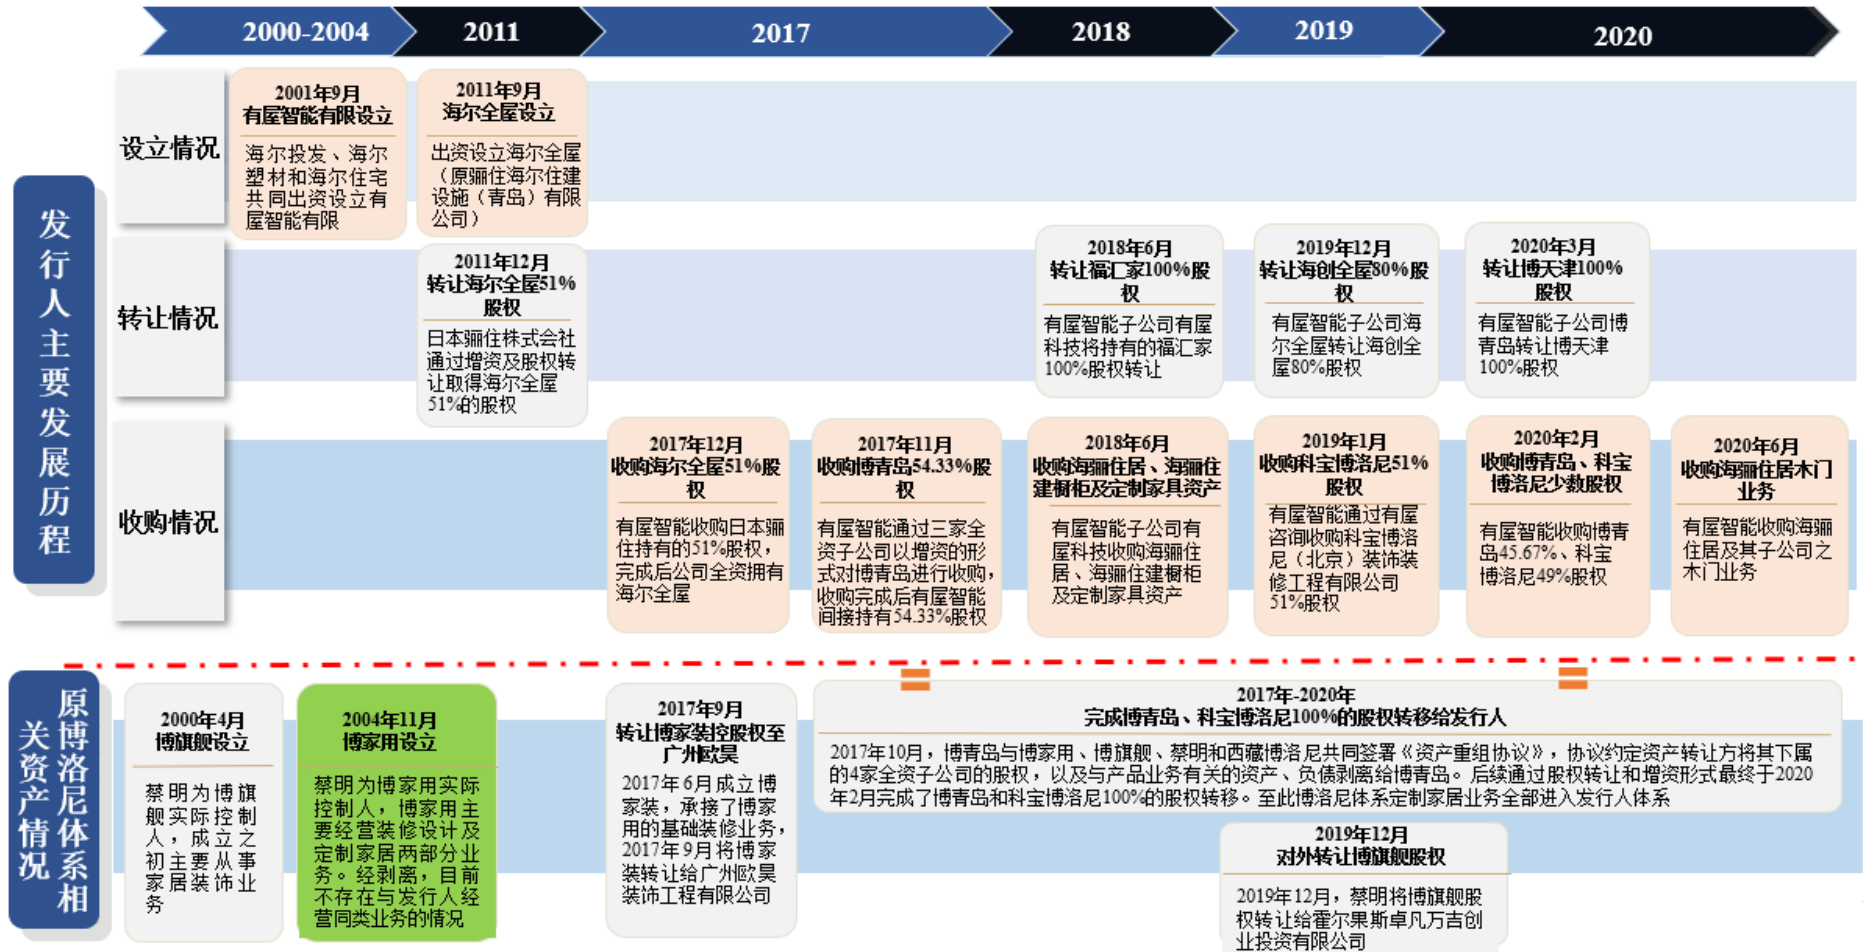 2000-2004
2011
2017
2018
2019
2020
发行人主要发展历程
设立情况
2001年9月
有屋智能有限设立
海尔投发、海尔
塑材和海尔住宅
共同出资设立有
屋智能有限
2011年9月
海尔全屋设立
出资设立海尔全屋
（原骊住海尔住建
设施（青岛）有限
公司）
转让情况
2011年12月
转让海尔全屋51%
股权
日本骊住株式会社
通过增资及股权转
让取得海尔全屋
51%的股权
2018年6月
转让福汇家100%股
权
有屋智能子公司有屋
科技将持有的福汇家
100%股权转让
2019年12月
转让海创全屋80%股
权
有屋智能子公司海
尔全屋转让海创全
屋80%股权
2020年3月
转让博天津100%
股权
有屋智能子公司博
青岛转让博天津
100%股权
收购情况
2017年12月
收购海尔全屋51%股
权
有屋智能收购日本骊
住持有的51%股权，
完成后公司全资拥有
海尔全屋
2017年11月
收购博青岛54.33%股
权
有屋智能通过三家全
资子公司以增资的形
式对博青岛进行收购，
收购完成后有屋智能
间接持有54.33%股权
2018年6月
收购海骊住居、海骊住
建橱柜及定制家具资产
有屋智能子公司有
屋科技收购海骊住
居、海骊住建橱柜
及定制家具资产
2019年1月
收购科宝博洛尼51%
股权
有屋智能通过有屋
咨询收购科宝博洛
尼（北京）装饰装
修工程有限公司
51%股权
2020年2月
收购博青岛、科宝
博洛尼少数股权
有屋智能收购博青
岛45.67%、科宝
博洛尼49%股权
2020年6月
收购海骊住居木门
业务
有屋智能收购海骊
住居及其子公司之
木门业务
原博洛尼体系相
关资产情况
2000年4月
博旗舰设立
蔡明为博旗
舰实际控制
人，成立之
初主要从事
家居装饰业
务
2004年11月
博家用设立
蔡明为博家用实际
控制人，博家用主
要经营装修设计及
定制家居两部分业
务。经剥离，目前
不存在与发行人经
营同类业务的情况
2017年9月
转让博家装控股权至
广州欧昊
2017年6月成立博
家装，承接了博家
用的基础装修业务，
2017年9月将博家
装转让给广州欧昊
装饰工程有限公司
2017年-2020年
完成博青岛、科宝博洛尼100%的股权转移给发行人
2017年10月，博青岛与博家用、博旗舰、蔡明和西藏博洛尼共同签署《资产重组协议》，协议约定资产转让方将其下属
的4家全资子公司的股权，以及与产品业务有关的资产、负债剥离给博青岛。后续通过股权转让和增资形式最终于2020
年2月完成了博青岛和科宝博洛尼100%的股权转移。至此博洛尼体系定制家居业务全部进入发行人体系
2019年12月
对外转让博旗舰股权
2019年12月，蔡明将博旗舰股
权转让给霍尔果斯卓凡万吉创
业投资有限公司